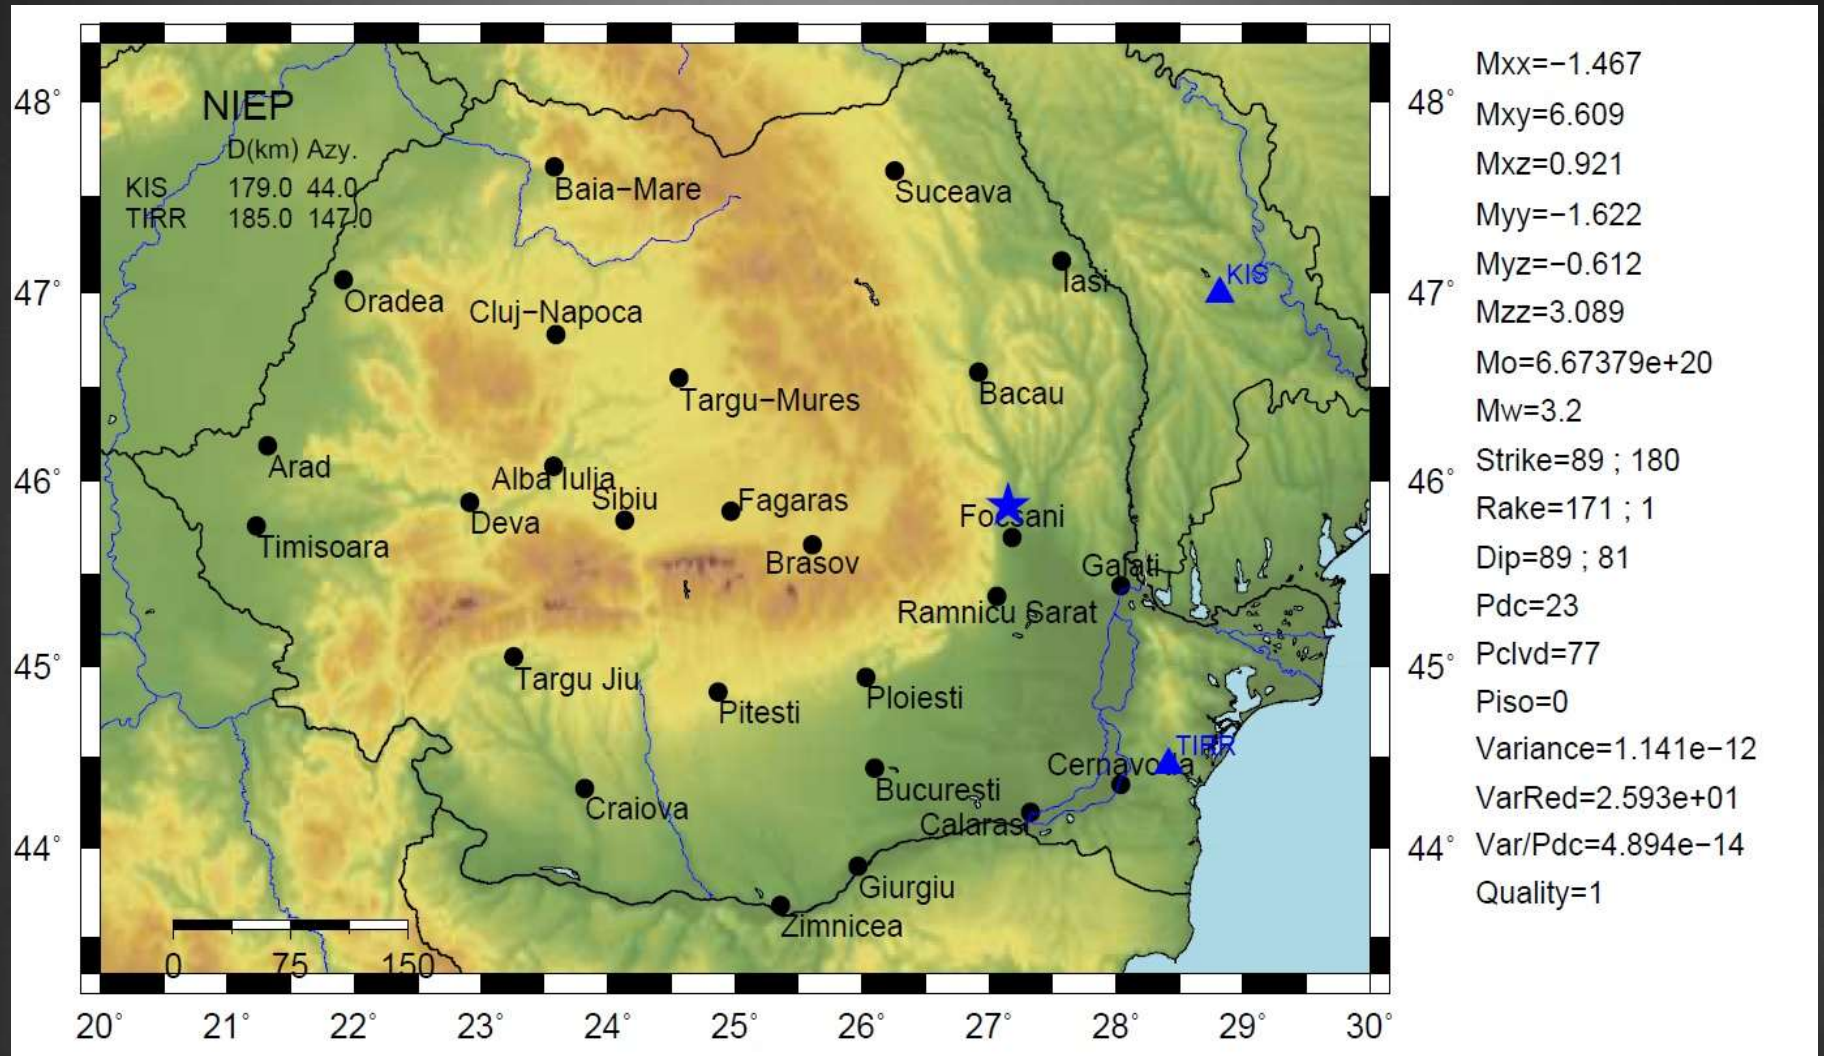 NIEP
D(km) Azy.
KIS 179.0 44.0
TIRR 185.0 147.0
48° 48°
47° 47°
46° 46°
45° 45°
44° 44°
Baia−Mare
Suceava
Iasi
KIS
Oradea
Cluj−Napoca
Targu−Mures
Bacau
Arad
Alba Iulia
Sibiu
Fagaras
Deva
Focsani
Timisoara
Brasov
Galati
Ramnicu Sarat
Targu Jiu
Pitesti
Ploiesti
TIRR
Cernavoda
Bucuresti
Craiova
Calarasi
Giurgiu
Zimnicea
0 75 150
20° 21° 22° 23° 24° 25° 26° 27° 28° 29° 30°
Mxx=−1.467
Mxy=6.609
Mxz=0.921
Myy=−1.622
Myz=−0.612
Mzz=3.089
Mo=6.67379e+20
Mw=3.2
Strike=89 ; 180
Rake=171 ; 1
Dip=89 ; 81
Pdc=23
Pclvd=77
Piso=0
Variance=1.141e−12
VarRed=2.593e+01
Var/Pdc=4.894e−14
Quality=1